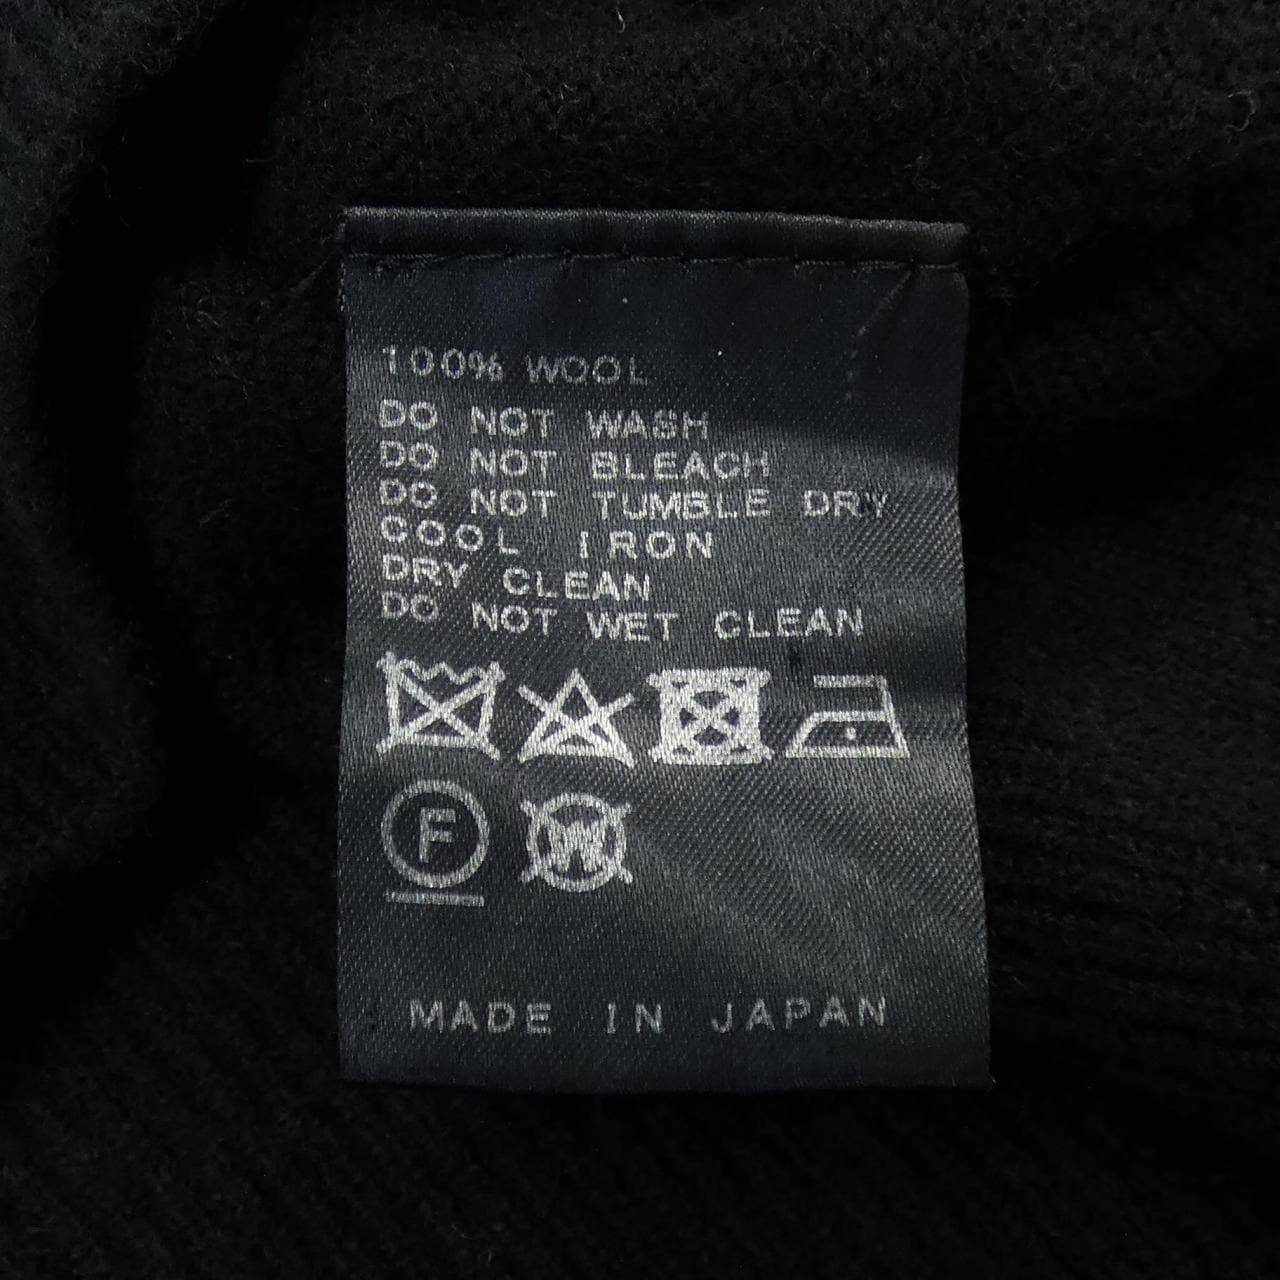 100% WOOL
DO NOT WASH
DO NOT BLEACH
DO NOT TUMBLE DRY
COOL IRON
DRY CLEAN
DO NOT WET CLEAN
F W
MADE IN JAPAN